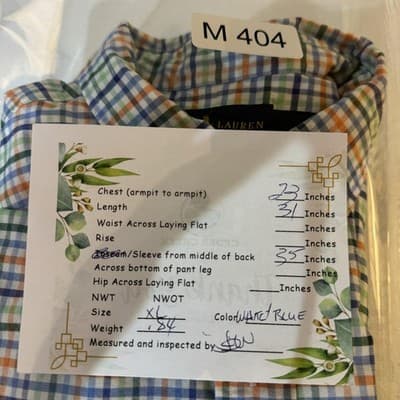 M 404
LAUREN
Chest (armpit to armpit) 23 Inches
Length 31 Inches
Waist Across Laying Flat Inches
Rise Inches
/Sleeve from middle of back 35 Inches
Across bottom of pant leg Inches
Hip Across Laying Flat Inches
NWT NWOT
Size XL Color WHITE/BLUE
Weight .84
Measured and inspected by